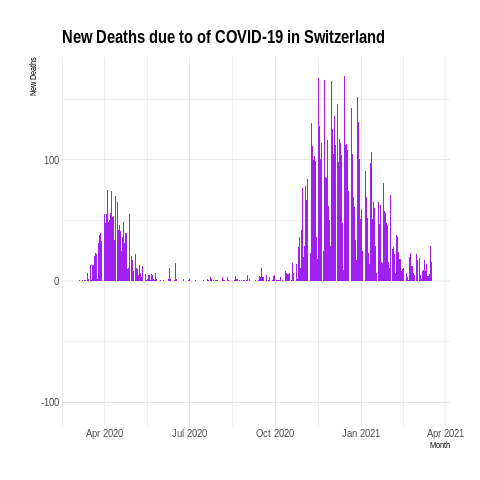 New Deaths due to of COVID-19 in Switzerland
New Deaths
100
0
-100
Apr 2020 Jul 2020 Oct 2020 Jan 2021 Apr 2021
Month